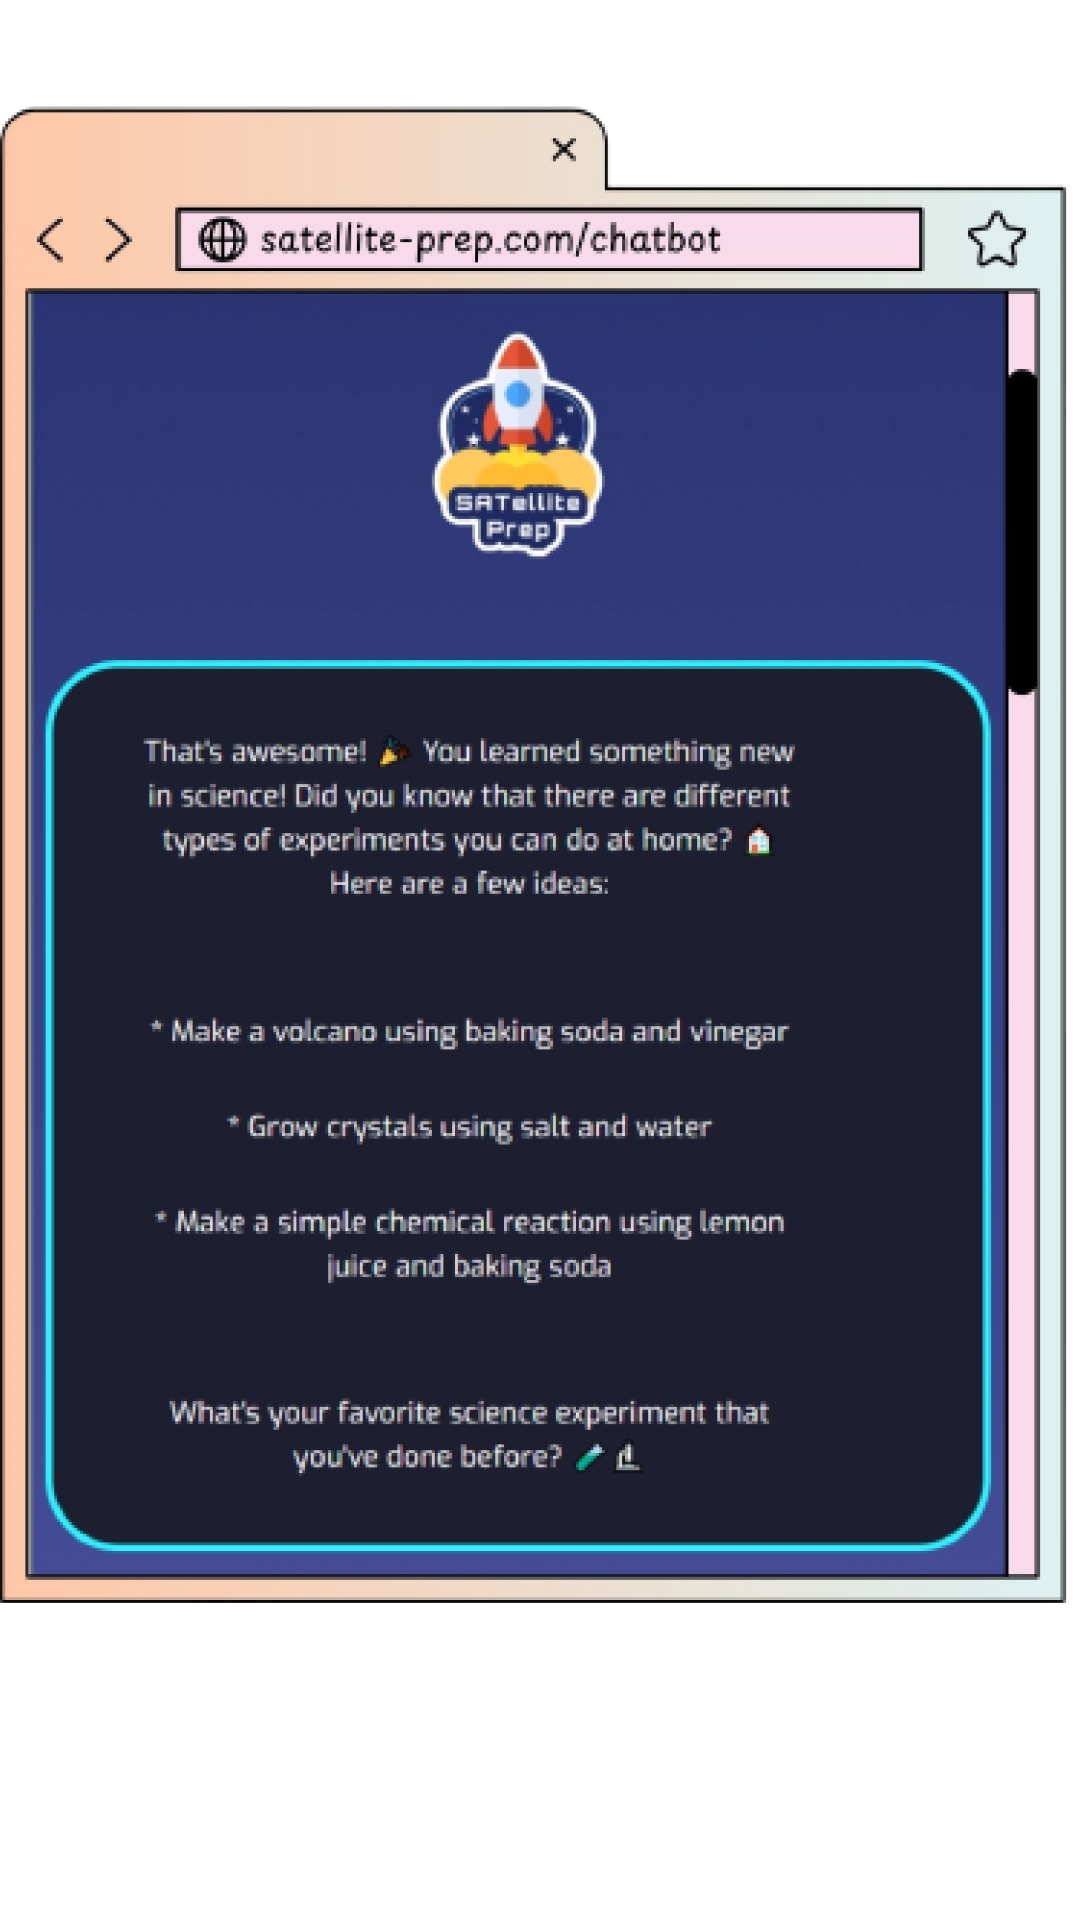 satellite-prep.com/chatbot
SATellite
Prep
That's awesome! 🎉 You learned something new
in science! Did you know that there are different
types of experiments you can do at home? 🏠
Here are a few ideas:
* Make a volcano using baking soda and vinegar
* Grow crystals using salt and water
* Make a simple chemical reaction using lemon
juice and baking soda
What's your favorite science experiment that
you've done before? 🧪🔬